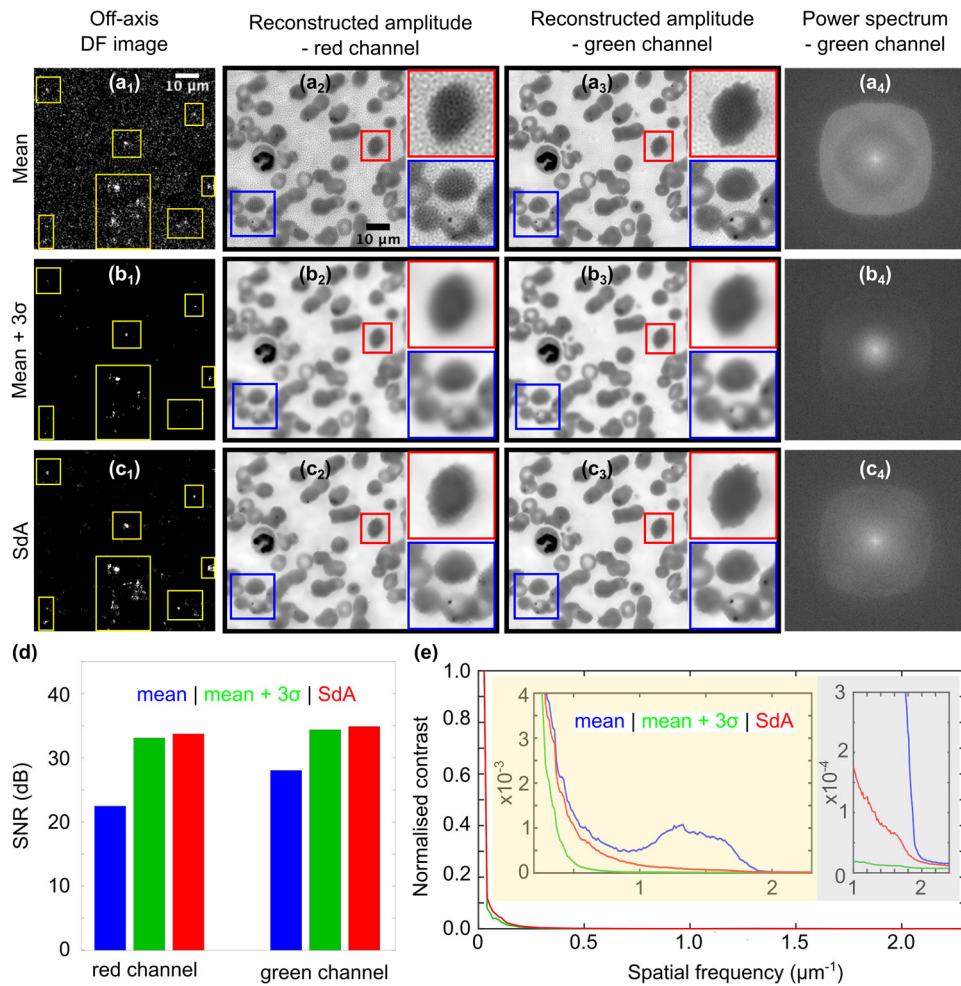 Off-axis
DF image
Reconstructed amplitude
- red channel
Reconstructed amplitude
- green channel
Power spectrum
- green channel
Mean
(a₁)
10 µm
(a₂)
10 µm
(a₃)
(a₄)
Mean + 3σ
(b₁)
(b₂)
(b₃)
(b₄)
SdA
(c₁)
(c₂)
(c₃)
(c₄)
(d)
SNR (dB)
40
30
20
10
0
mean | mean + 3σ | SdA
red channel
green channel
(e)
Normalised contrast
1.0
0.8
0.6
0.4
0.2
0.0
0
0.5
1.0
1.5
2.0
Spatial frequency (µm⁻¹)
mean | mean + 3σ | SdA
x10⁻³
4
3
2
1
0
1
2
x10⁻⁴
3
2
1
0
1
2